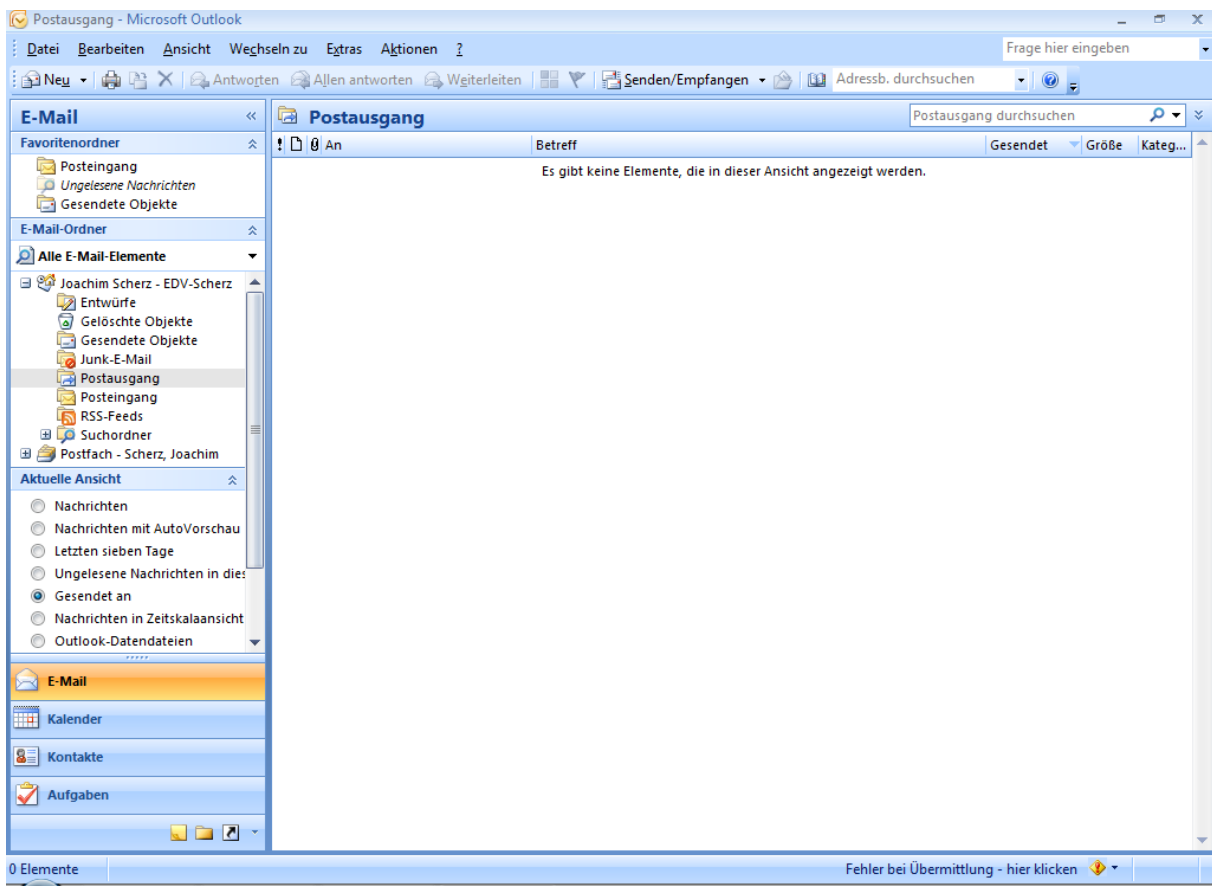 Postausgang - Microsoft Outlook
Datei Bearbeiten Ansicht Wechseln zu Extras Aktionen ? Frage hier eingeben
Neu Antworten Allen antworten Weiterleiten Senden/Empfangen Adressb. durchsuchen
E-Mail
Postausgang Postausgang durchsuchen
Favoritenordner
! An Betreff Gesendet Größe Kateg...
Es gibt keine Elemente, die in dieser Ansicht angezeigt werden.
Posteingang
Ungelesene Nachrichten
Gesendete Objekte
E-Mail-Ordner
Alle E-Mail-Elemente
Joachim Scherz - EDV-Scherz
Entwürfe
Gelöschte Objekte
Gesendete Objekte
Junk-E-Mail
Postausgang
Posteingang
RSS-Feeds
Suchordner
Postfach - Scherz, Joachim
Aktuelle Ansicht
Nachrichten
Nachrichten mit AutoVorschau
Letzten sieben Tage
Ungelesene Nachrichten in dies
Gesendet an
Nachrichten in Zeitskalaansicht
Outlook-Datendateien
E-Mail
Kalender
Kontakte
Aufgaben
0 Elemente Fehler bei Übermittlung - hier klicken